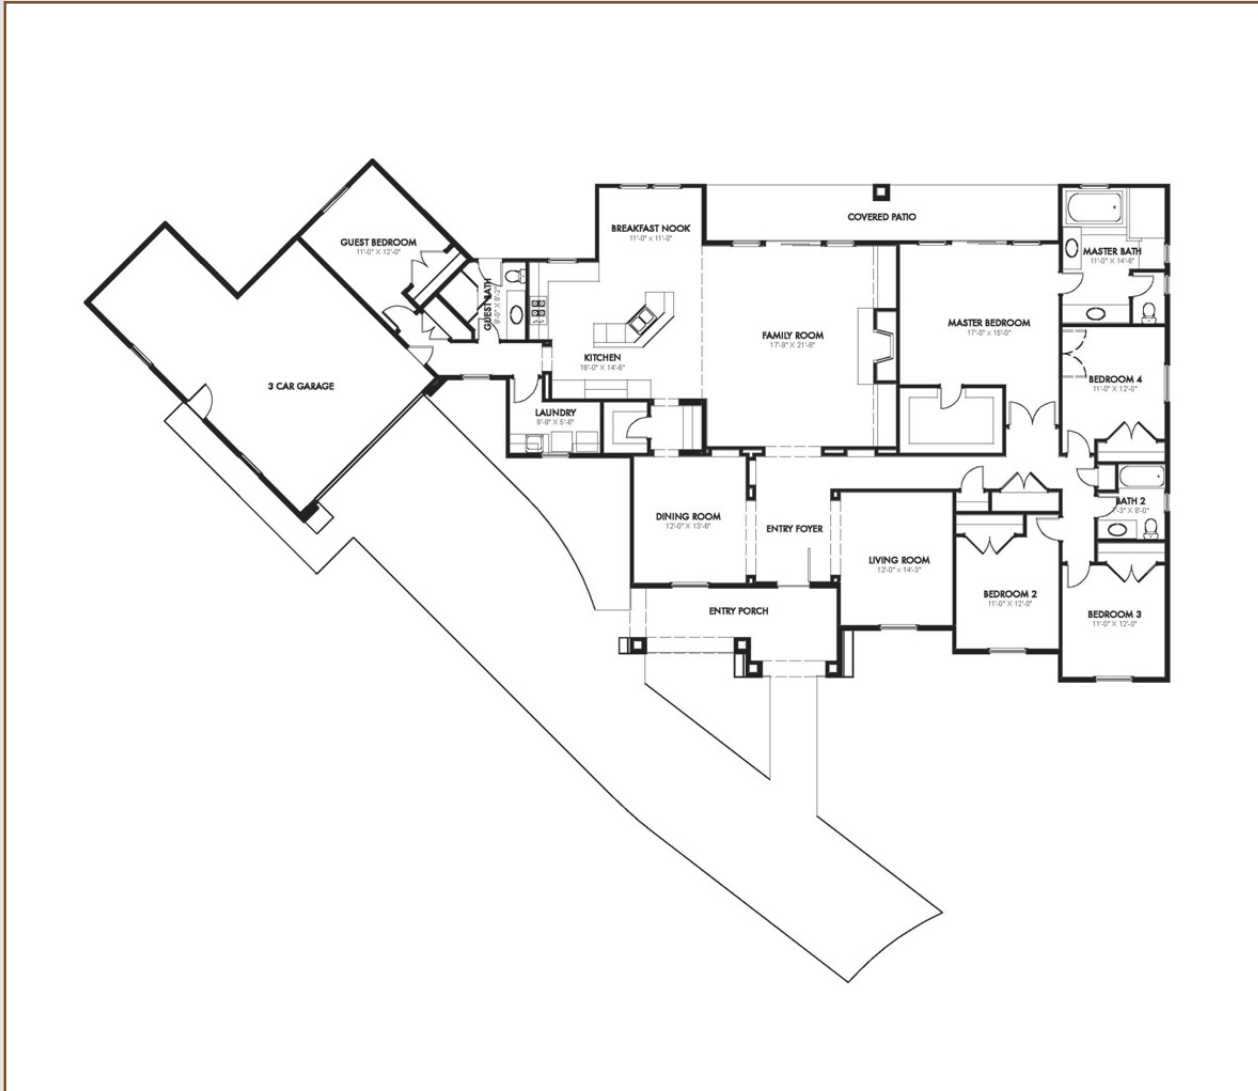 COVERED PATIO
BREAKFAST NOOK
11'-0" X 11'-0"
GUEST BEDROOM
11'-0" X 12'-0"
MASTER BATH
11'-0" X 14'-6"
GUEST BATH
MASTER BEDROOM
17'-0" X 15'-0"
FAMILY ROOM
17'-9" X 21'-8"
KITCHEN
18'-0" X 14'-6"
3 CAR GARAGE
BEDROOM 4
11'-0" X 12'-0"
LAUNDRY
BATH 2
DINING ROOM
12'-0" X 13'-6"
ENTRY FOYER
LIVING ROOM
12'-0" x 14'-3"
BEDROOM 2
11'-0" X 12'-0"
ENTRY PORCH
BEDROOM 3
11'-0" X 12'-0"